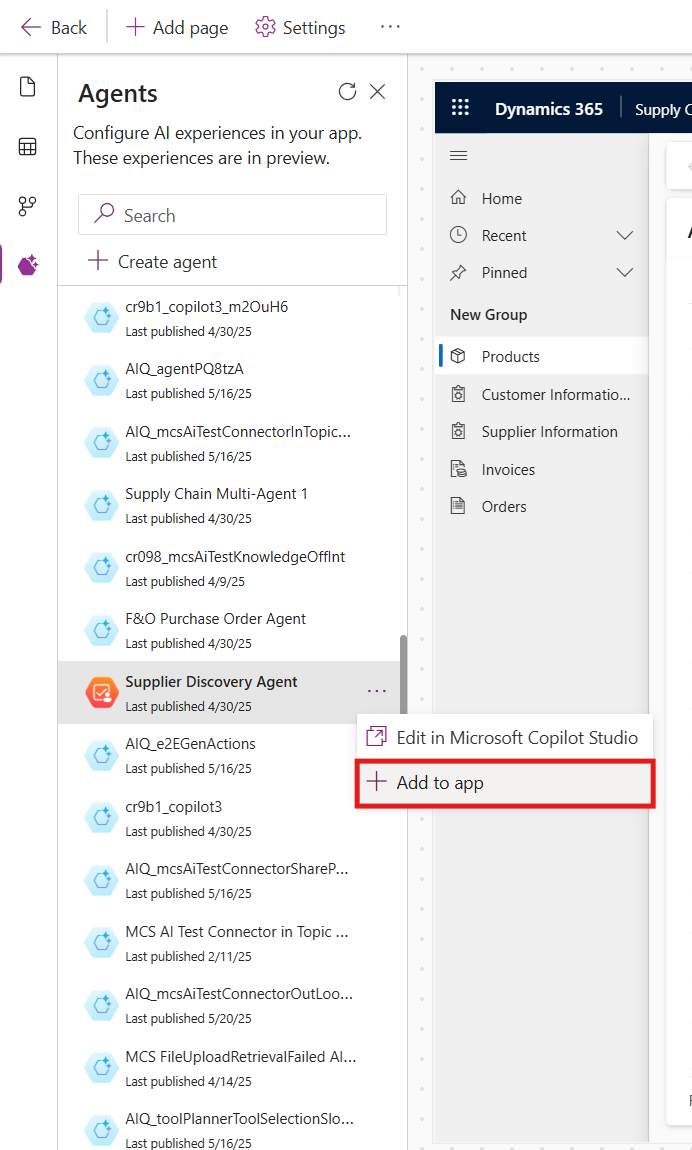 Back
Add page
Settings
Agents
Configure AI experiences in your app.
These experiences are in preview.
Search
Create agent
cr9b1_copilot3_m2OuH6
Last published 4/30/25
AIQ_agentPQ8tzA
Last published 5/16/25
AIQ_mcsAiTestConnectorInTopic...
Last published 5/16/25
Supply Chain Multi-Agent 1
Last published 4/30/25
cr098_mcsAiTestKnowledgeOffInt
Last published 4/9/25
F&O Purchase Order Agent
Last published 4/30/25
Supplier Discovery Agent
Last published 4/30/25
AIQ_e2EGenActions
Last published 5/16/25
cr9b1_copilot3
Last published 4/30/25
AIQ_mcsAiTestConnectorShareP...
Last published 5/16/25
MCS AI Test Connector in Topic ...
Last published 2/11/25
AIQ_mcsAiTestConnectorOutLoo...
Last published 5/20/25
MCS FileUploadRetrievalFailed AI...
Last published 4/14/25
AIQ_toolPlannerToolSelectionSlo...
Last published 5/16/25
Edit in Microsoft Copilot Studio
Add to app
Dynamics 365
Supply
Home
Recent
Pinned
New Group
Products
Customer Informatio...
Supplier Information
Invoices
Orders